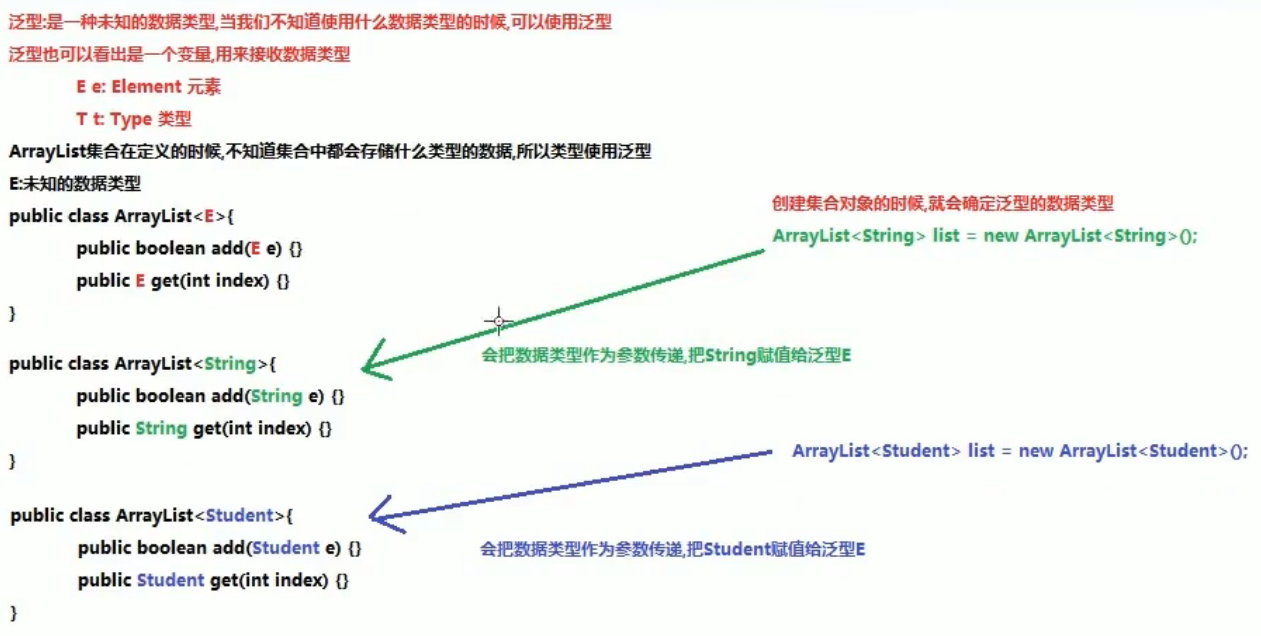 泛型:是一种未知的数据类型,当我们不知道使用什么数据类型的时候,可以使用泛型
泛型也可以看出是一个变量,用来接收数据类型
E e: Element 元素
T t: Type 类型
ArrayList集合在定义的时候,不知道集合中都会存储什么类型的数据,所以类型使用泛型
E:未知的数据类型
public class ArrayList<E>{
public boolean add(E e) {}
public E get(int index) {}
}
创建集合对象的时候,就会确定泛型的数据类型
ArrayList<String> list = new ArrayList<String>();
会把数据类型作为参数传递,把String赋值给泛型E
public class ArrayList<String>{
public boolean add(String e) {}
public String get(int index) {}
}
ArrayList<Student> list = new ArrayList<Student>();
会把数据类型作为参数传递,把Student赋值给泛型E
public class ArrayList<Student>{
public boolean add(Student e) {}
public Student get(int index) {}
}